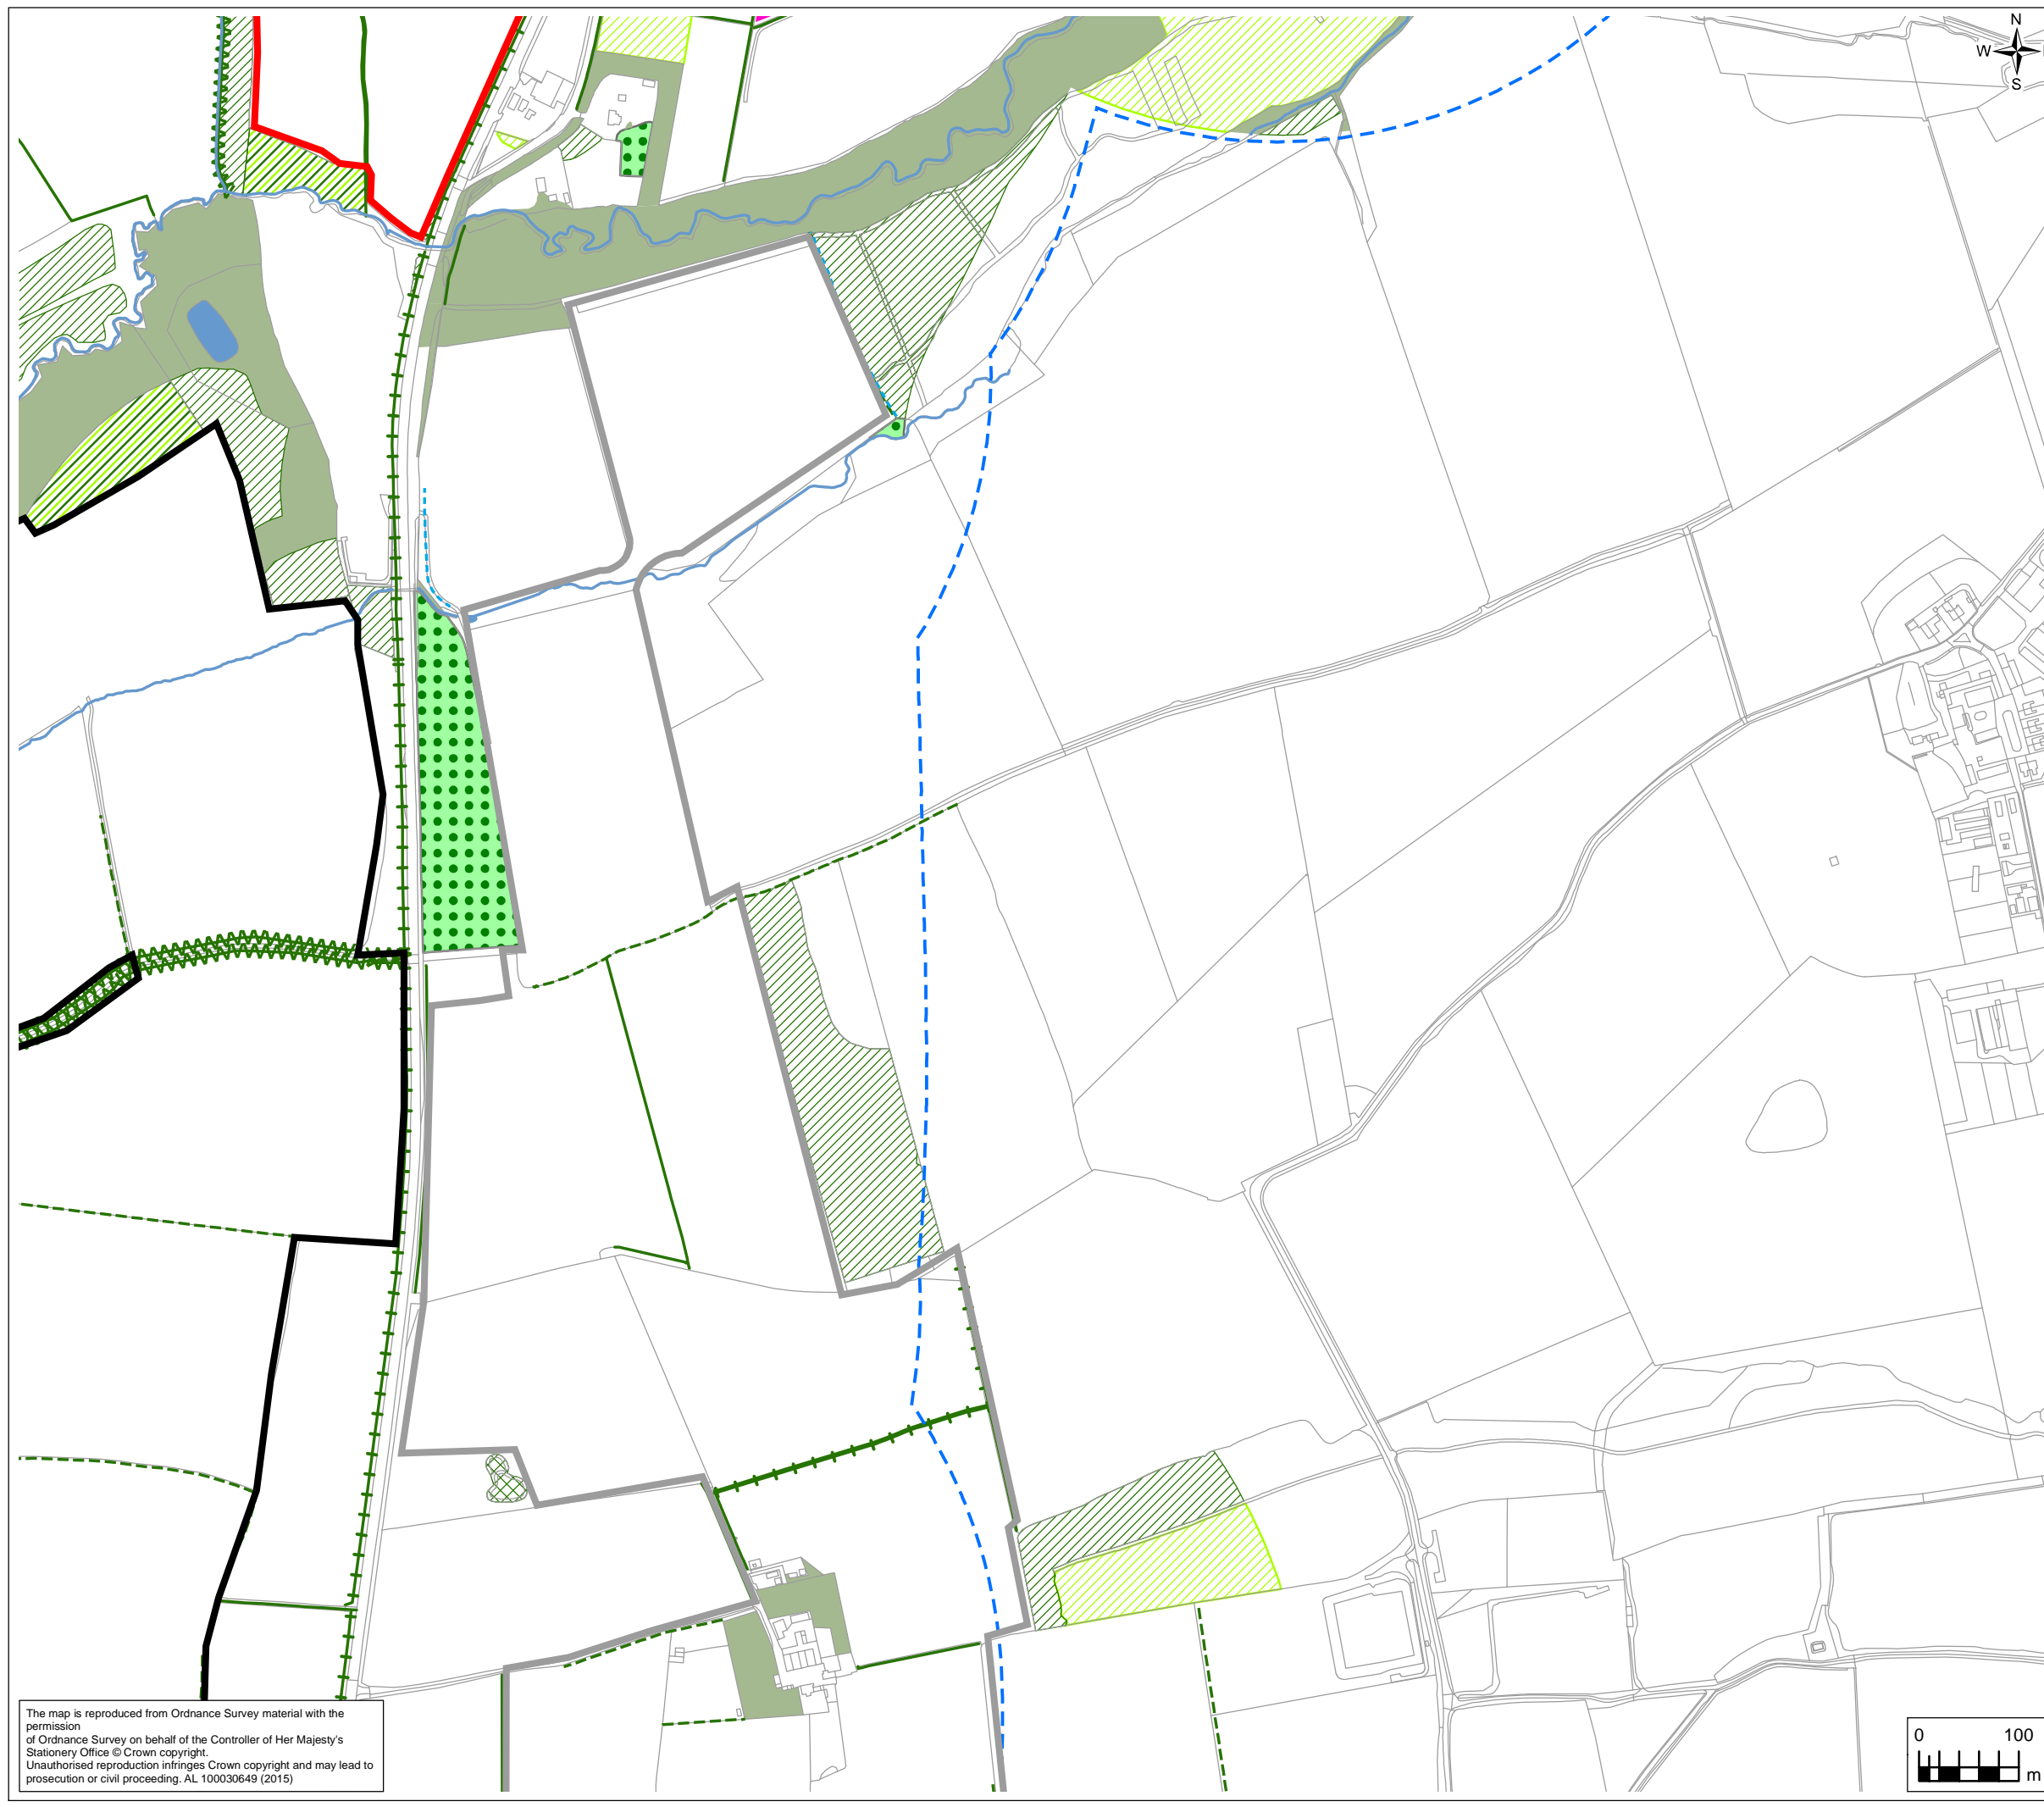 N
W
S
The map is reproduced from Ordnance Survey material with the
permission
of Ordnance Survey on behalf of the Controller of Her Majesty's
Stationery Office © Crown copyright.
Unauthorised reproduction infringes Crown copyright and may lead to
prosecution or civil proceeding. AL 100030649 (2015)
0 100
m